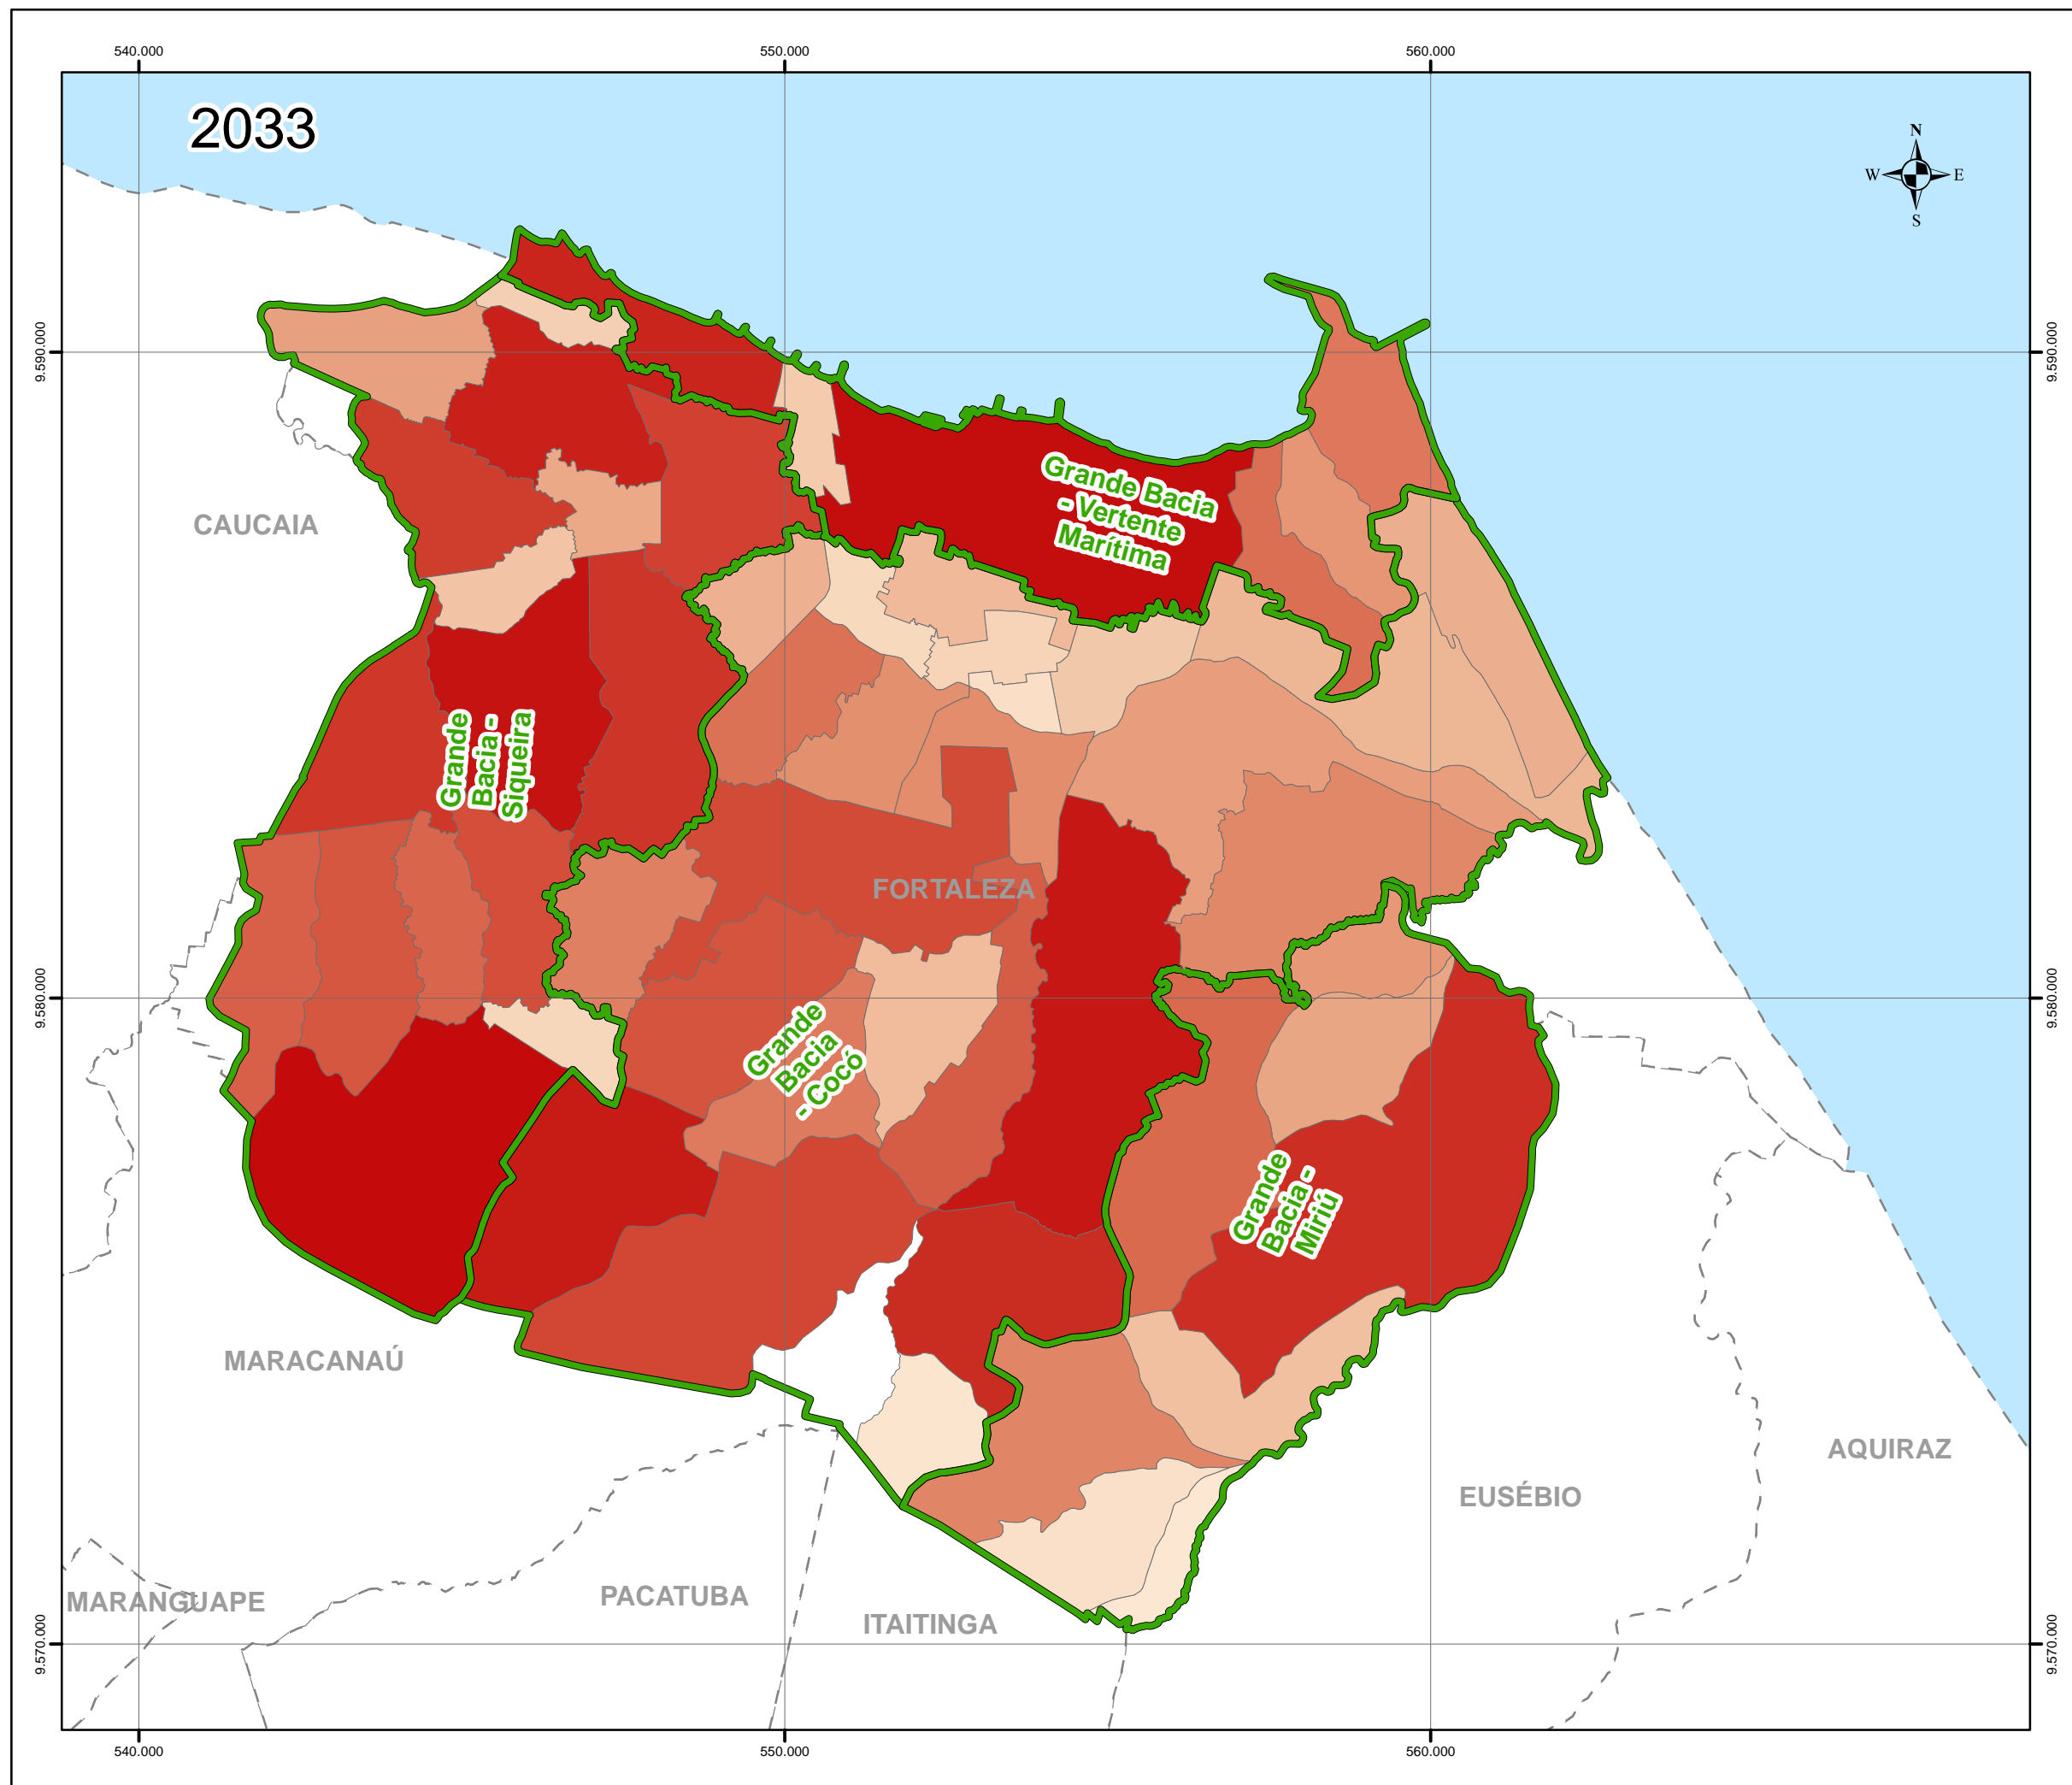 540.000
550.000
560.000
2033
N
W
E
S
9.590.000
9.590.000
Grande Bacia
- Vertente
Marítima
CAUCAIA
Grande
Bacia -
Siqueira
FORTALEZA
9.580.000
9.580.000
Grande
Bacia
- Cocó
Grande
Bacia -
Miriú
MARACANAÚ
AQUIRAZ
EUSÉBIO
PACATUBA
MARANGUAPE
ITAITINGA
9.570.000
9.570.000
540.000
550.000
560.000